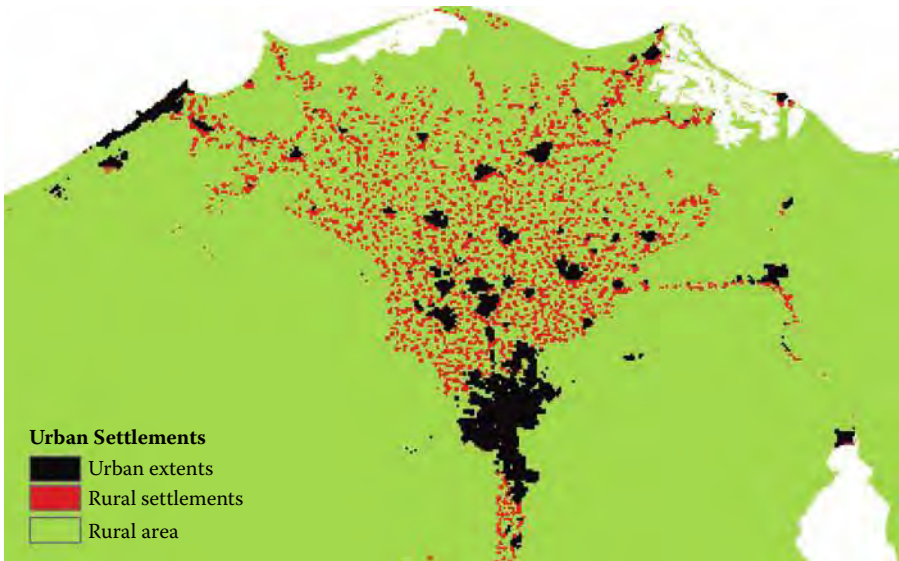 Urban Settlements
Urban extents
Rural settlements
Rural area